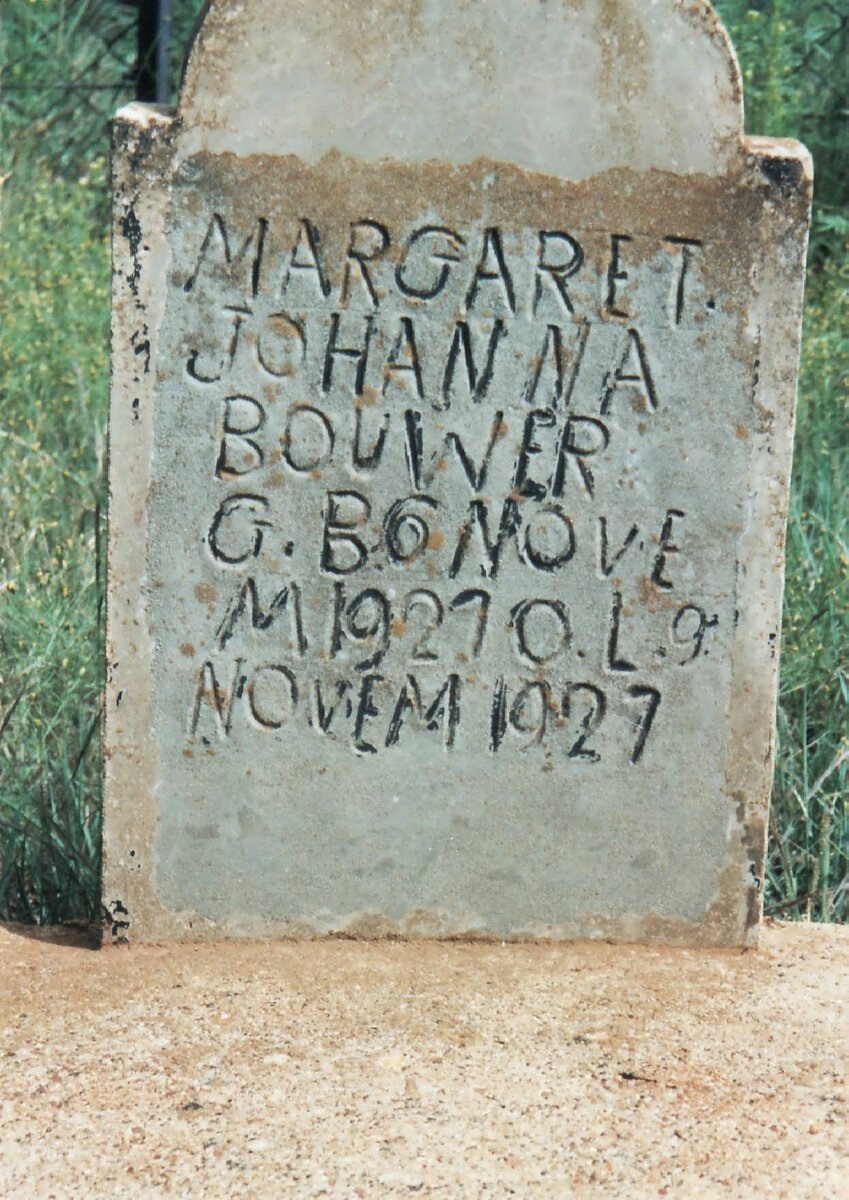 MARGARET.
JOHANNA
BOUWER
G. B. 6 NOVE
M 1927 O. L. 9.
NOVEM 1927